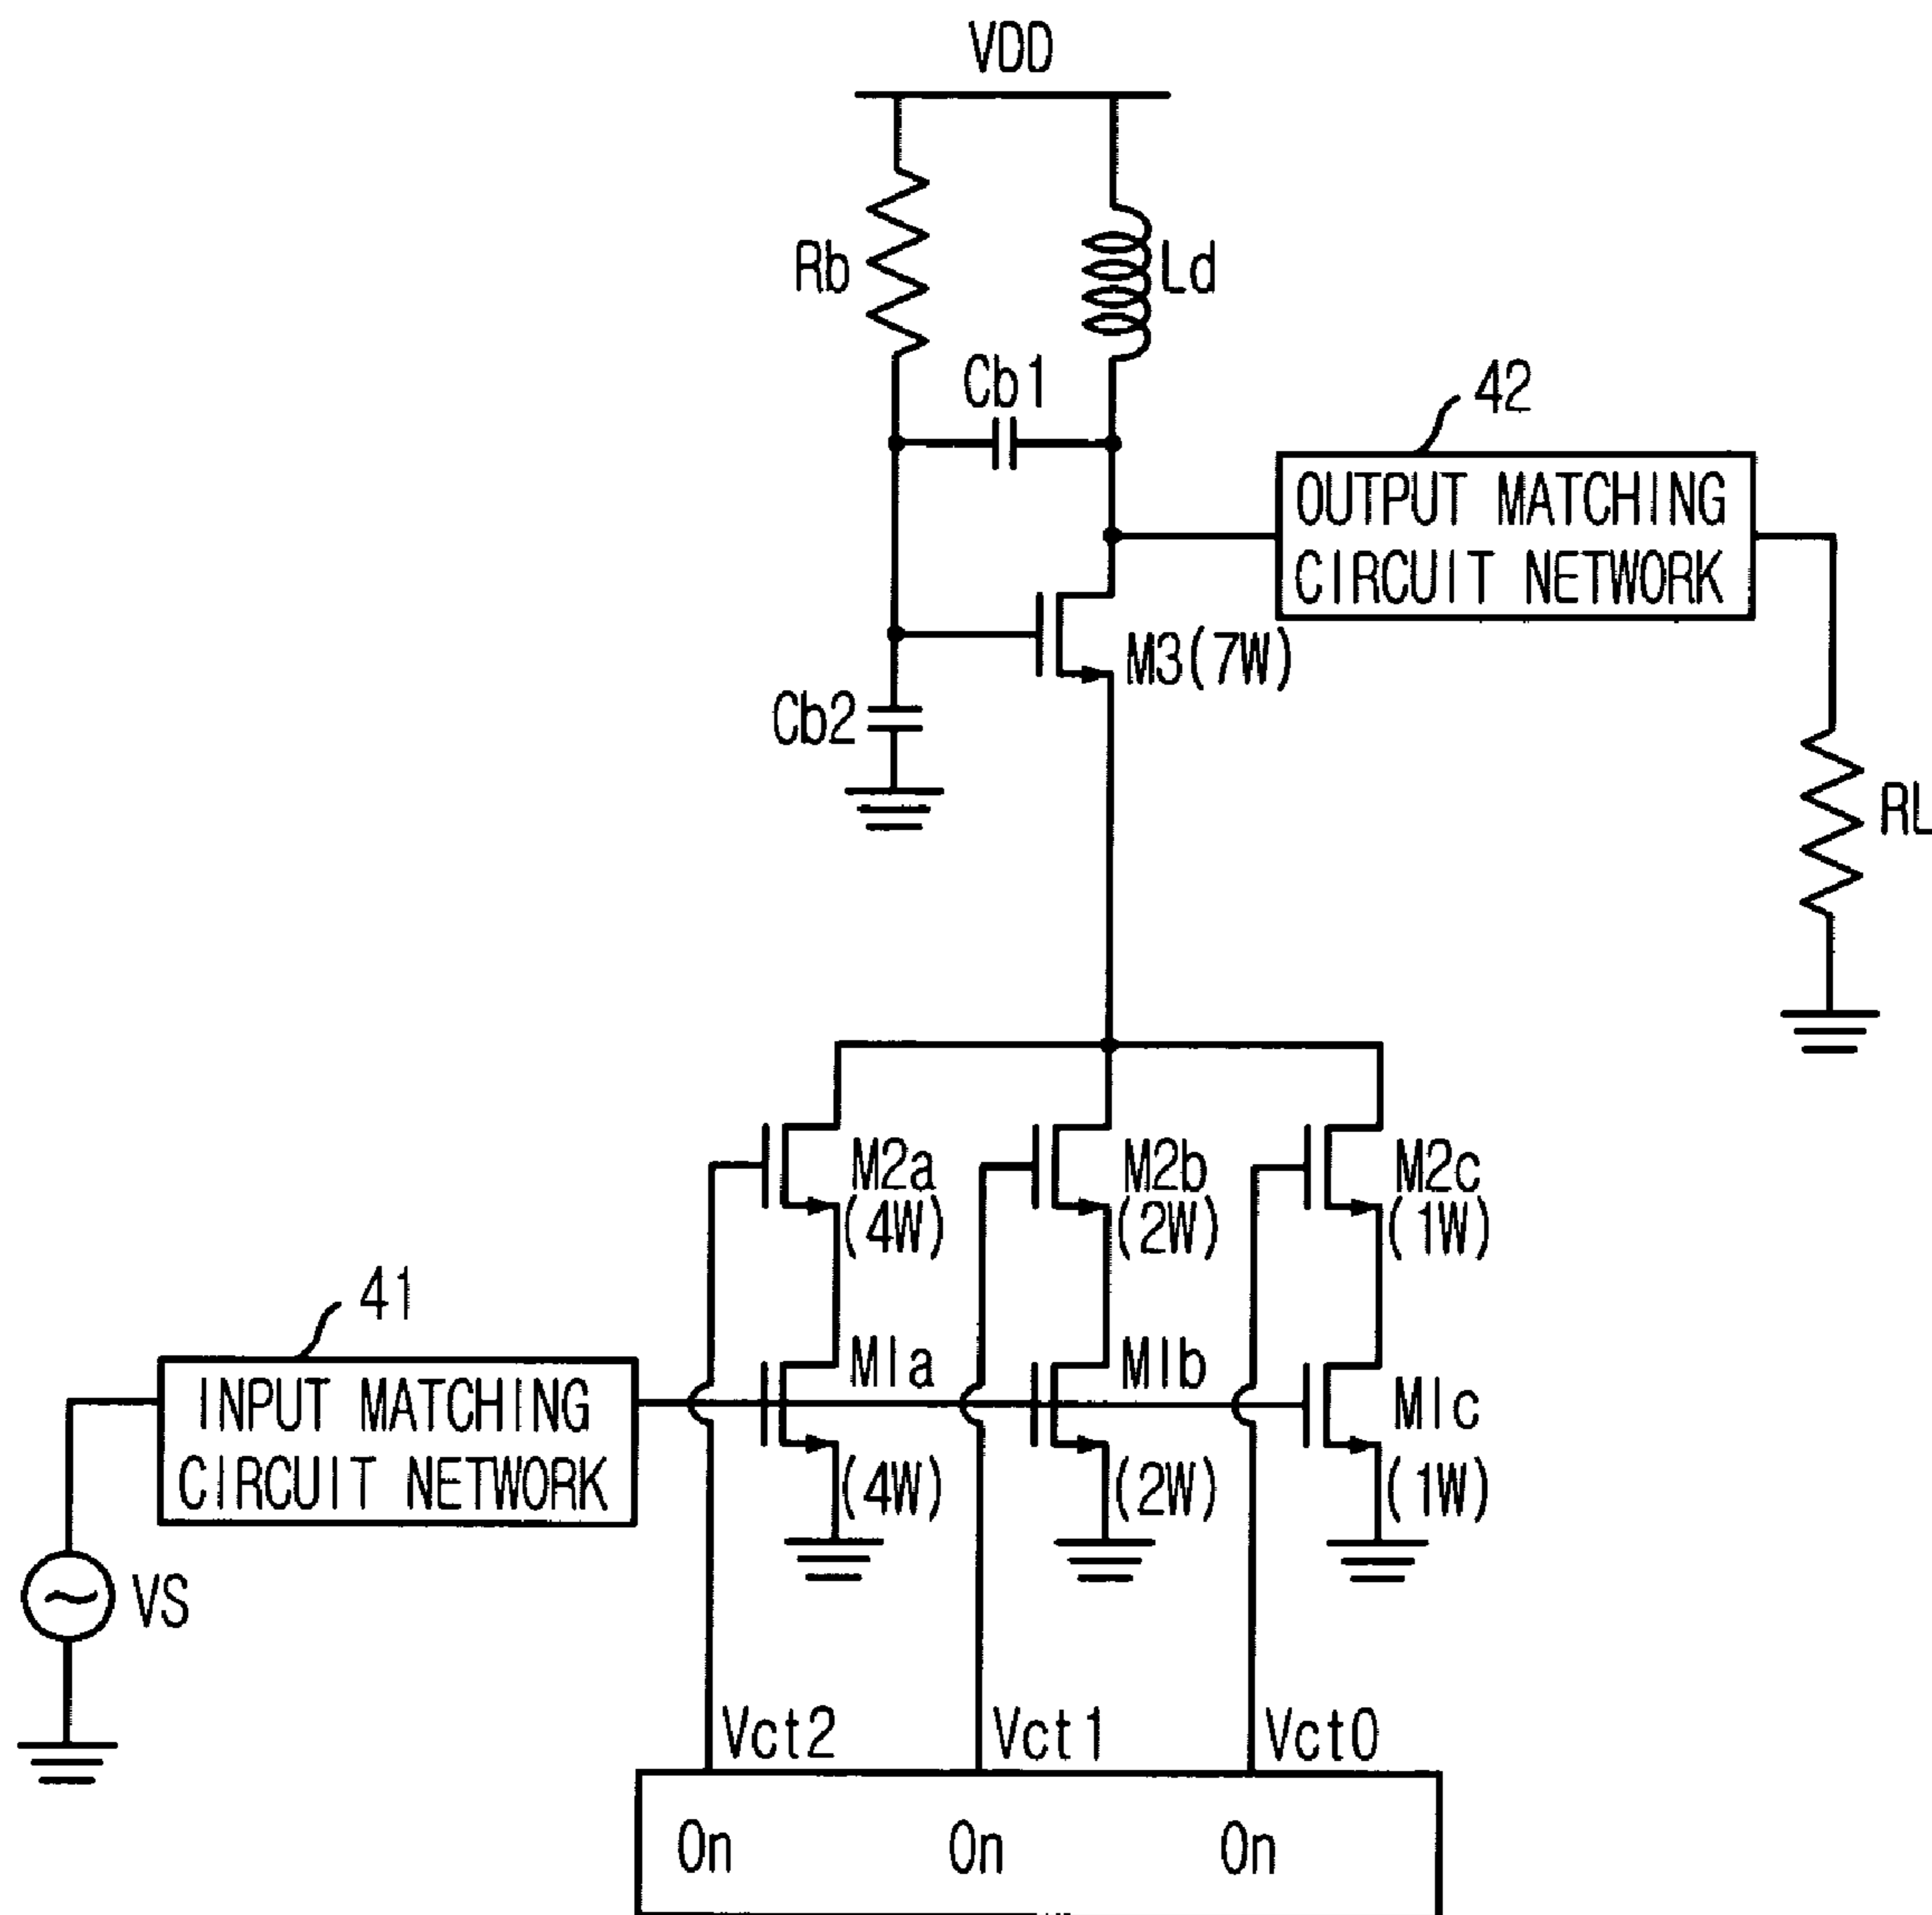 VDD
Rb
Ld
Cb1
42
OUTPUT MATCHING
CIRCUIT NETWORK
M3(7W)
Cb2
RL
M2a
(4W)
M2b
(2W)
M2c
(1W)
41
INPUT MATCHING
CIRCUIT NETWORK
M1a
(4W)
M1b
(2W)
M1c
(1W)
VS
Vct2
Vct1
Vct0
On
On
On